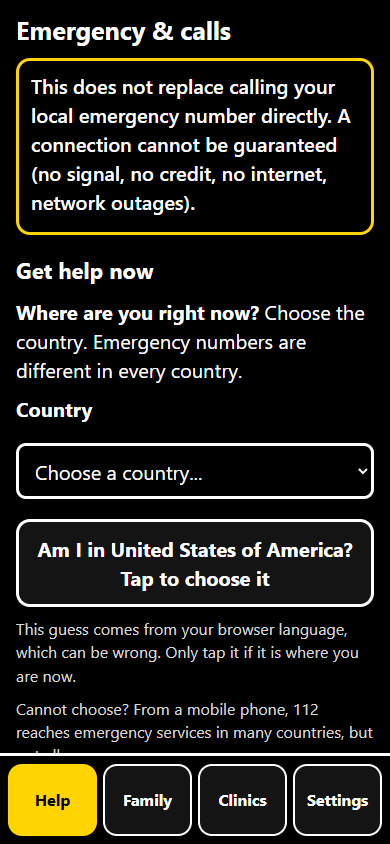 Emergency & calls
This does not replace calling your
local emergency number directly. A
connection cannot be guaranteed
(no signal, no credit, no internet,
network outages).
Get help now
Where are you right now? Choose the
country. Emergency numbers are
different in every country.
Country
Choose a country...
Am I in United States of America?
Tap to choose it
This guess comes from your browser language,
which can be wrong. Only tap it if it is where you
are now.
Cannot choose? From a mobile phone, 112
reaches emergency services in many countries, but
Help
Family
Clinics
Settings